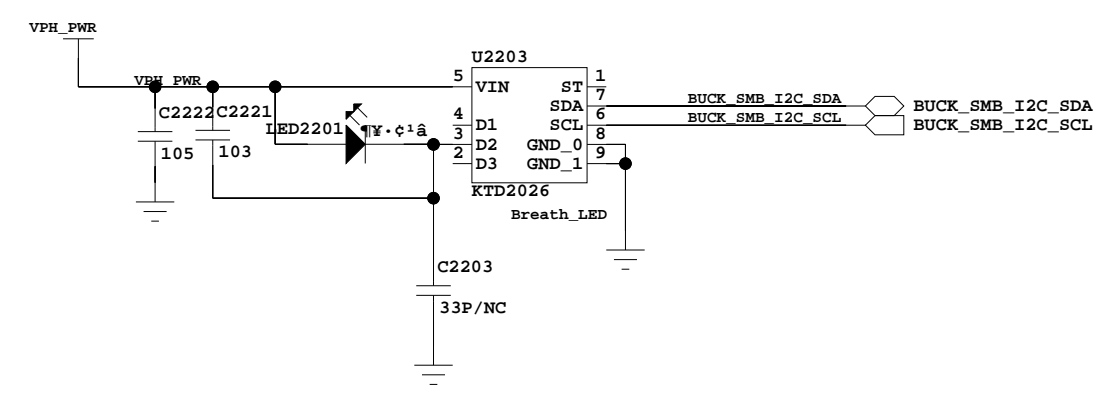 VPH_PWR
U2203
VPH_PWR
5
VIN
ST
1
C2222
C2221
SDA
7
BUCK_SMB_I2C_SDA
BUCK_SMB_I2C_SDA
LED2201
¶¥·¢¹â
4
D1
SCL
6
BUCK_SMB_I2C_SCL
BUCK_SMB_I2C_SCL
105
103
3
D2
GND_0
8
2
D3
GND_1
9
KTD2026
Breath_LED
C2203
33P/NC